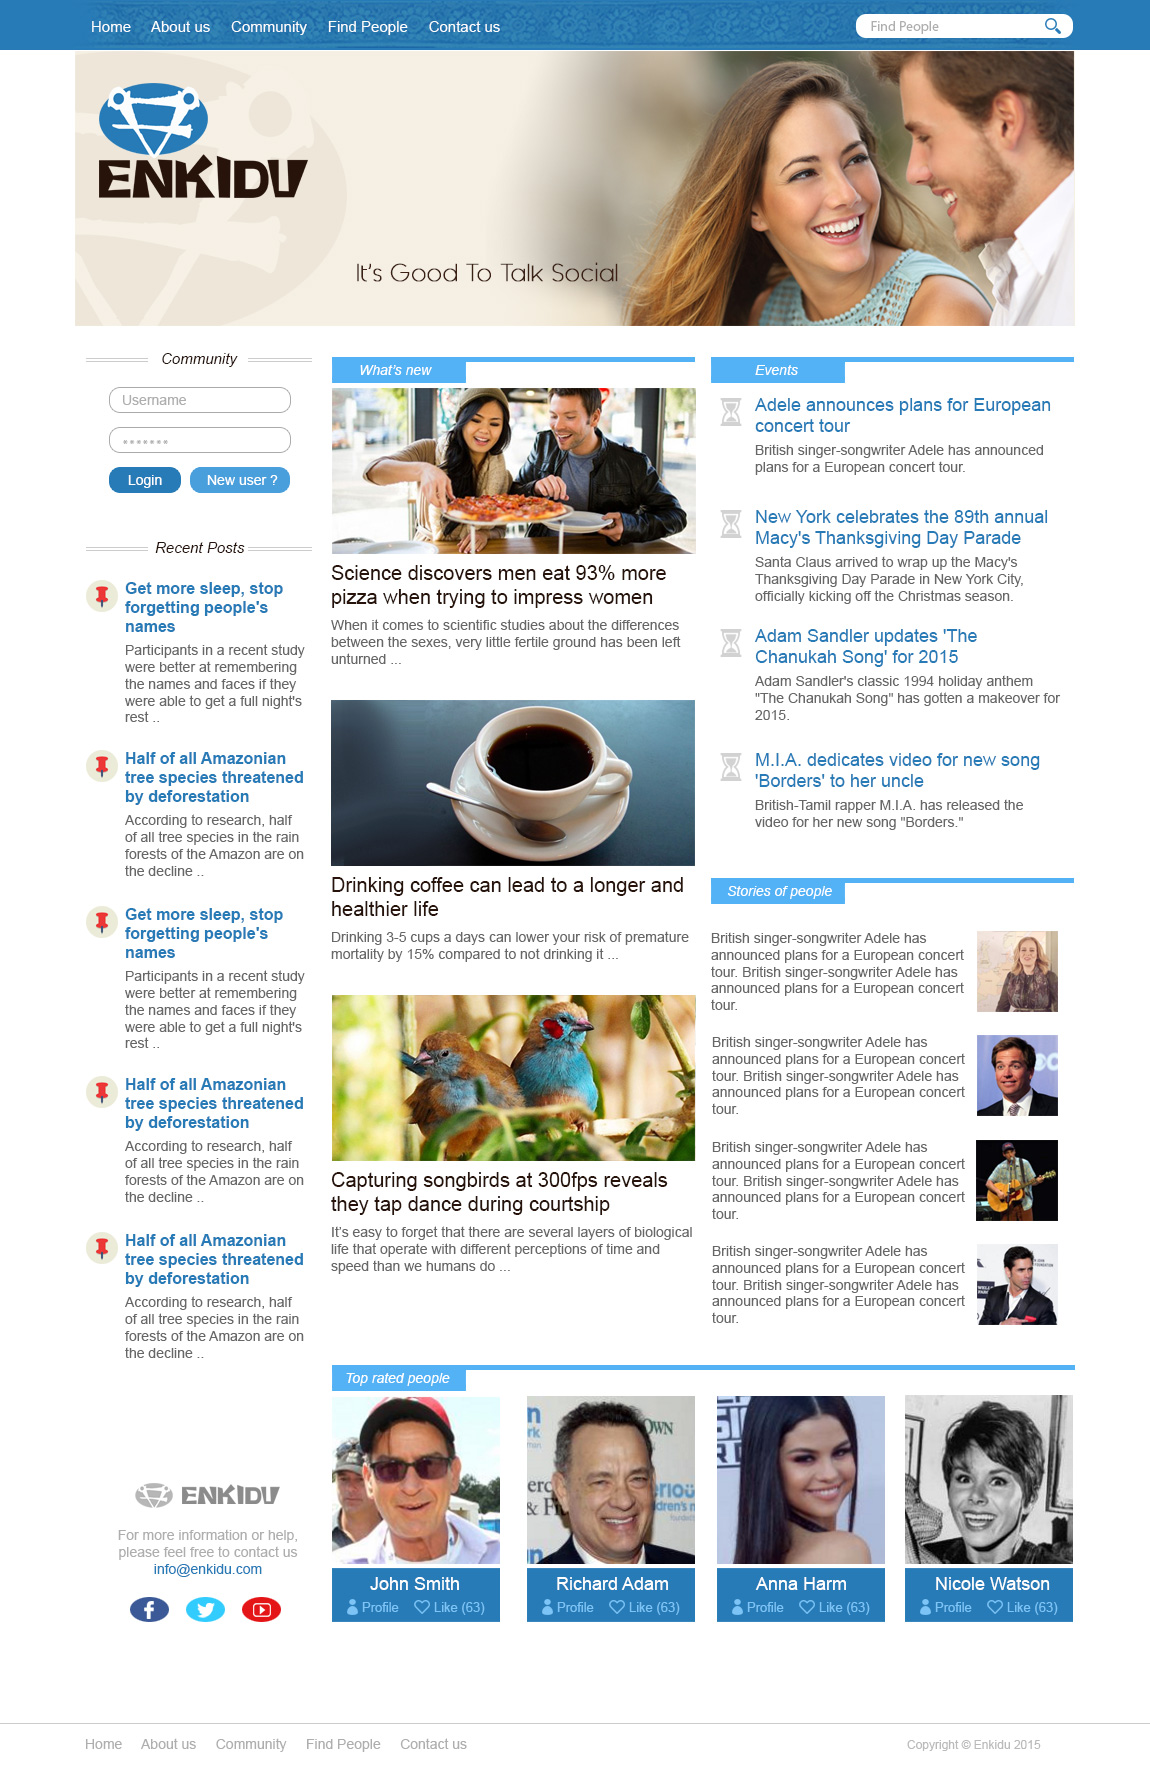 Home About us Community Find People Contact us
Find People
ENKIDU
It's Good To Talk Social
Community
Username
*******
Login
New user ?
Recent Posts
Get more sleep, stop
forgetting people's
names
Participants in a recent study
were better at remembering
the names and faces if they
were able to get a full night's
rest ..
Half of all Amazonian
tree species threatened
by deforestation
According to research, half
of all tree species in the rain
forests of the Amazon are on
the decline ..
Get more sleep, stop
forgetting people's
names
Participants in a recent study
were better at remembering
the names and faces if they
were able to get a full night's
rest ..
Half of all Amazonian
tree species threatened
by deforestation
According to research, half
of all tree species in the rain
forests of the Amazon are on
the decline ..
Half of all Amazonian
tree species threatened
by deforestation
According to research, half
of all tree species in the rain
forests of the Amazon are on
the decline ..
ENKIDU
For more information or help,
please feel free to contact us
info@enkidu.com
What's new
Science discovers men eat 93% more
pizza when trying to impress women
When it comes to scientific studies about the differences
between the sexes, very little fertile ground has been left
unturned ...
Drinking coffee can lead to a longer and
healthier life
Drinking 3-5 cups a days can lower your risk of premature
mortality by 15% compared to not drinking it ...
Capturing songbirds at 300fps reveals
they tap dance during courtship
It's easy to forget that there are several layers of biological
life that operate with different perceptions of time and
speed than we humans do ...
Events
Adele announces plans for European
concert tour
British singer-songwriter Adele has announced
plans for a European concert tour.
New York celebrates the 89th annual
Macy's Thanksgiving Day Parade
Santa Claus arrived to wrap up the Macy's
Thanksgiving Day Parade in New York City,
officially kicking off the Christmas season.
Adam Sandler updates 'The
Chanukah Song' for 2015
Adam Sandler's classic 1994 holiday anthem
"The Chanukah Song" has gotten a makeover for
2015.
M.I.A. dedicates video for new song
'Borders' to her uncle
British-Tamil rapper M.I.A. has released the
video for her new song "Borders."
Stories of people
British singer-songwriter Adele has
announced plans for a European concert
tour. British singer-songwriter Adele has
announced plans for a European concert
tour.
British singer-songwriter Adele has
announced plans for a European concert
tour. British singer-songwriter Adele has
announced plans for a European concert
tour.
British singer-songwriter Adele has
announced plans for a European concert
tour. British singer-songwriter Adele has
announced plans for a European concert
tour.
British singer-songwriter Adele has
announced plans for a European concert
tour. British singer-songwriter Adele has
announced plans for a European concert
tour.
Top rated people
John Smith
Profile Like (63)
Richard Adam
Profile Like (63)
Anna Harm
Profile Like (63)
Nicole Watson
Profile Like (63)
Home About us Community Find People Contact us
Copyright © Enkidu 2015